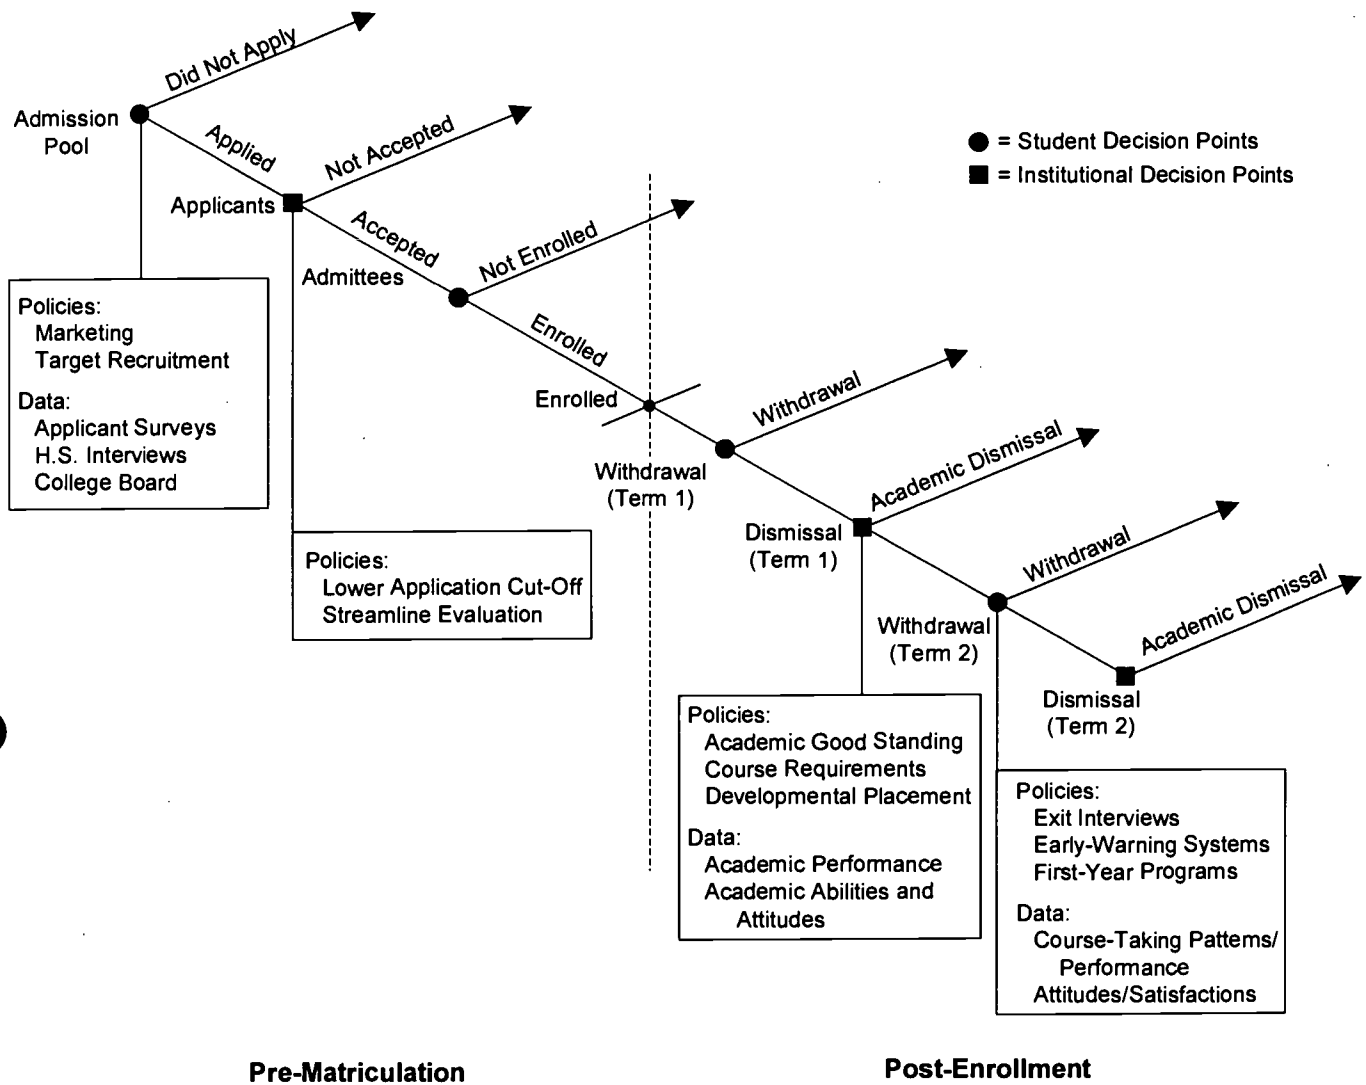 Did Not Apply
Admission
Pool
Applied
Not Accepted
● = Student Decision Points
■ = Institutional Decision Points
Applicants
Accepted
Not Enrolled
Admittees
Policies:
Marketing
Target Recruitment
Data:
Applicant Surveys
H.S. Interviews
College Board
Enrolled
Enrolled
Withdrawal
Withdrawal
(Term 1)
Academic Dismissal
Dismissal
(Term 1)
Policies:
Lower Application Cut-Off
Streamline Evaluation
Withdrawal
Withdrawal
(Term 2)
Academic Dismissal
Dismissal
(Term 2)
Policies:
Academic Good Standing
Course Requirements
Developmental Placement
Data:
Academic Performance
Academic Abilities and
Attitudes
Policies:
Exit Interviews
Early-Warning Systems
First-Year Programs
Data:
Course-Taking Patterns/
Performance
Attitudes/Satisfactions
Pre-Matriculation
Post-Enrollment